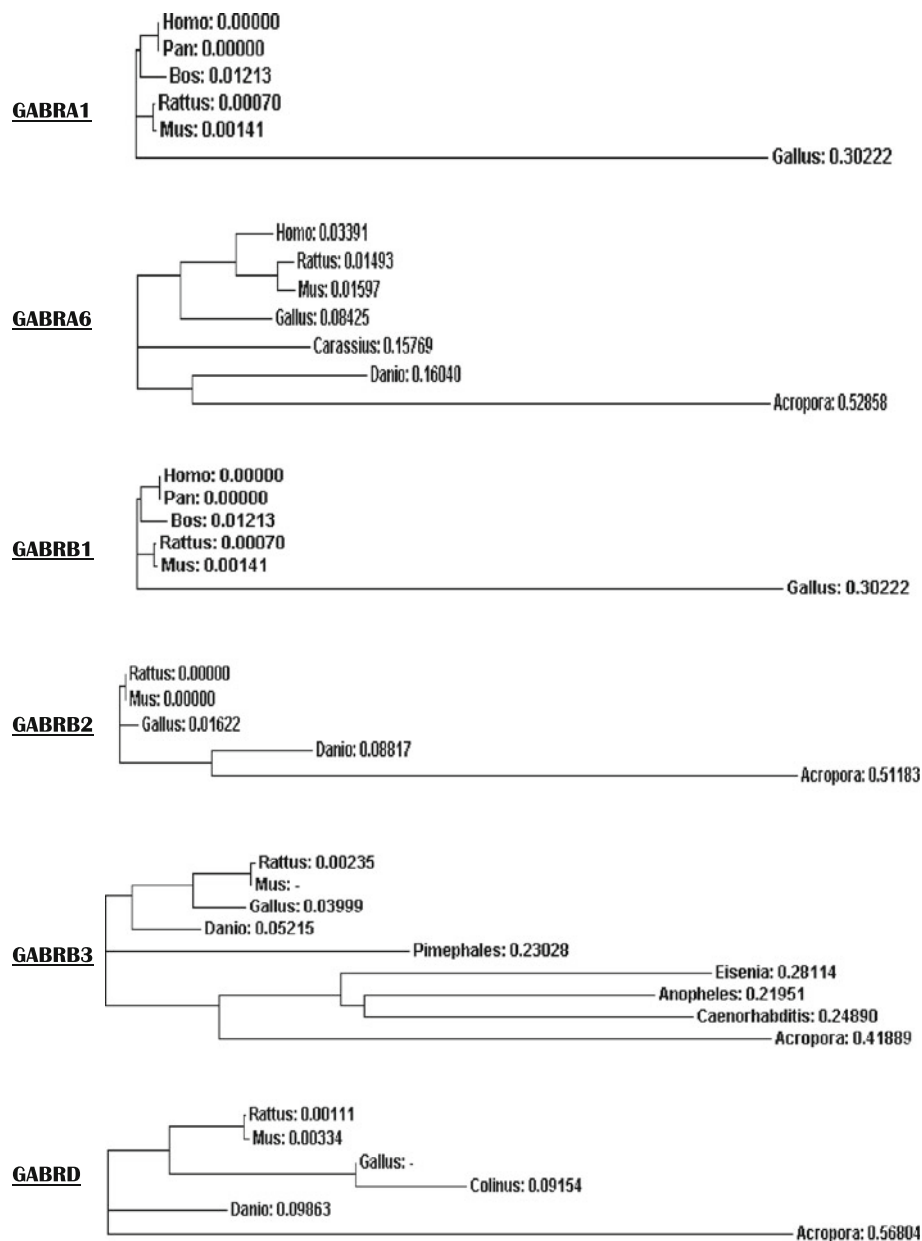 Homo: 0.00000
Pan: 0.00000
Bos: 0.01213
GABRA1
Rattus: 0.00070
Mus: 0.00141
Gallus: 0.30222
Homo: 0.03391
Rattus: 0.01493
Mus: 0.01597
GABRA6
Gallus: 0.08425
Carassius: 0.15769
Danio: 0.16040
Acropora: 0.52858
Homo: 0.00000
Pan: 0.00000
Bos: 0.01213
GABRB1
Rattus: 0.00070
Mus: 0.00141
Gallus: 0.30222
Rattus: 0.00000
Mus: 0.00000
GABRB2
Gallus: 0.01622
Danio: 0.08817
Acropora: 0.51183
Rattus: 0.00235
Mus: -
Gallus: 0.03999
Danio: 0.05215
GABRB3
Pimephales: 0.23028
Eisenia: 0.28114
Anopheles: 0.21951
Caenorhabditis: 0.24890
Acropora: 0.41889
Rattus: 0.00111
Mus: 0.00334
GABRD
Gallus: -
Colinus: 0.09154
Danio: 0.09863
Acropora: 0.56804